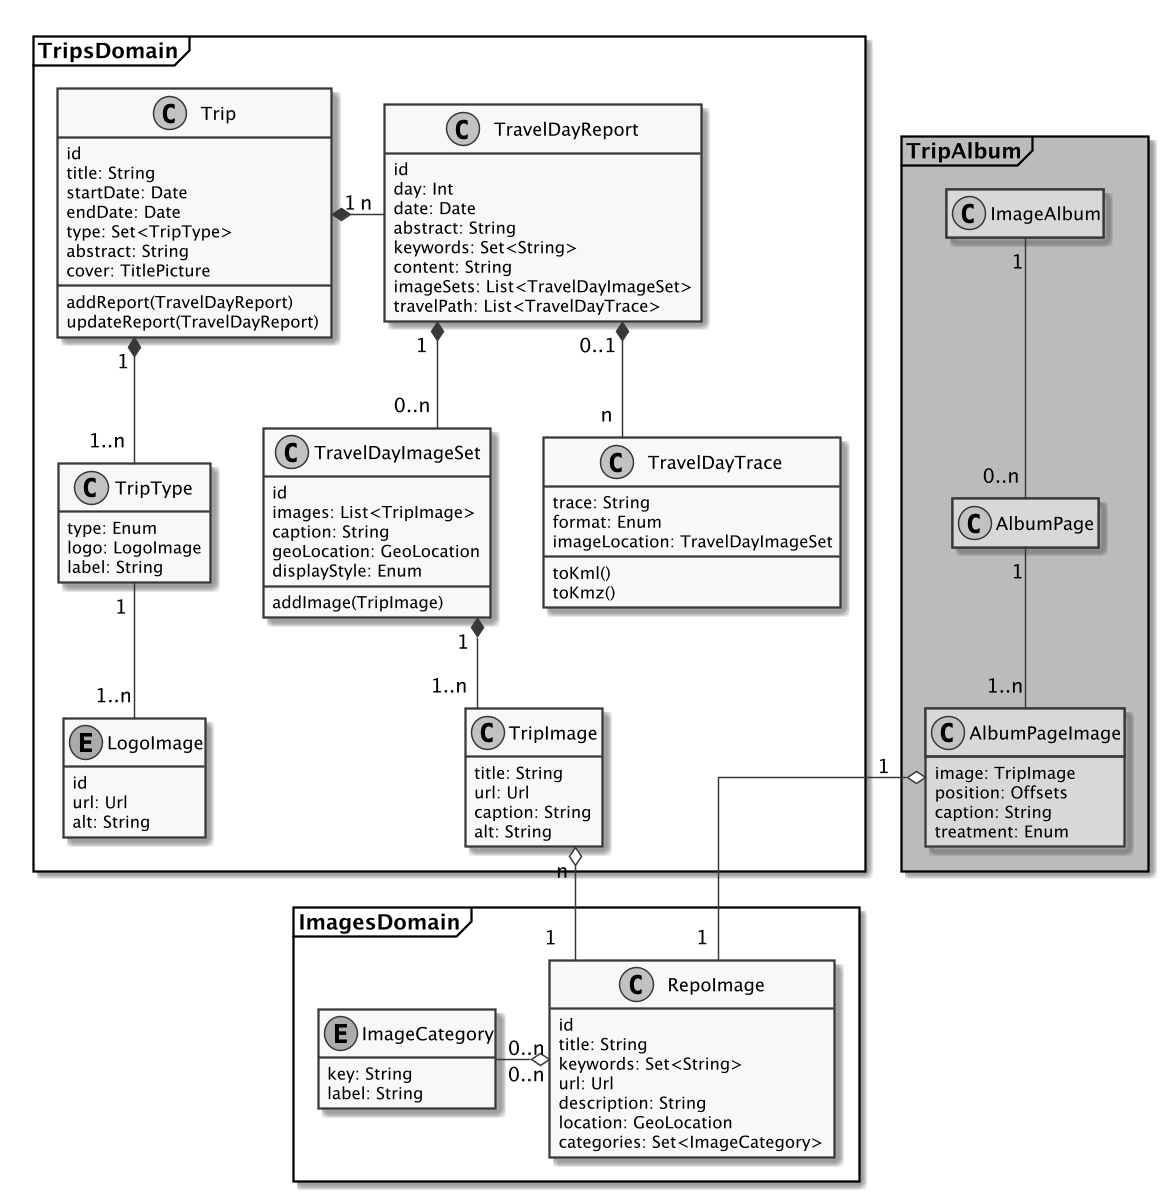 TripsDomain
C Trip
id
title: String
startDate: Date
endDate: Date
type: Set<TripType>
abstract: String
cover: TitlePicture
addReport(TravelDayReport)
updateReport(TravelDayReport)
1 n
C TravelDayReport
id
day: Int
date: Date
abstract: String
keywords: Set<String>
content: String
imageSets: List<TravelDayImageSet>
travelPath: List<TravelDayTrace>
1
1..n
1
0..n
0..1
n
C TripType
type: Enum
logo: LogoImage
label: String
C TravelDayImageSet
id
images: List<TripImage>
caption: String
geoLocation: GeoLocation
displayStyle: Enum
addImage(TripImage)
C TravelDayTrace
trace: String
format: Enum
imageLocation: TravelDayImageSet
toKml()
toKmz()
1
1..n
1
1..n
E LogoImage
id
url: Url
alt: String
C TripImage
title: String
url: Url
caption: String
alt: String
n
1
TripAlbum
C ImageAlbum
1
0..n
C AlbumPage
1
1..n
C AlbumPageImage
image: TripImage
position: Offsets
caption: String
treatment: Enum
1
1
ImagesDomain
E ImageCategory
key: String
label: String
0..n
0..n
C RepoImage
id
title: String
keywords: Set<String>
url: Url
description: String
location: GeoLocation
categories: Set<ImageCategory>